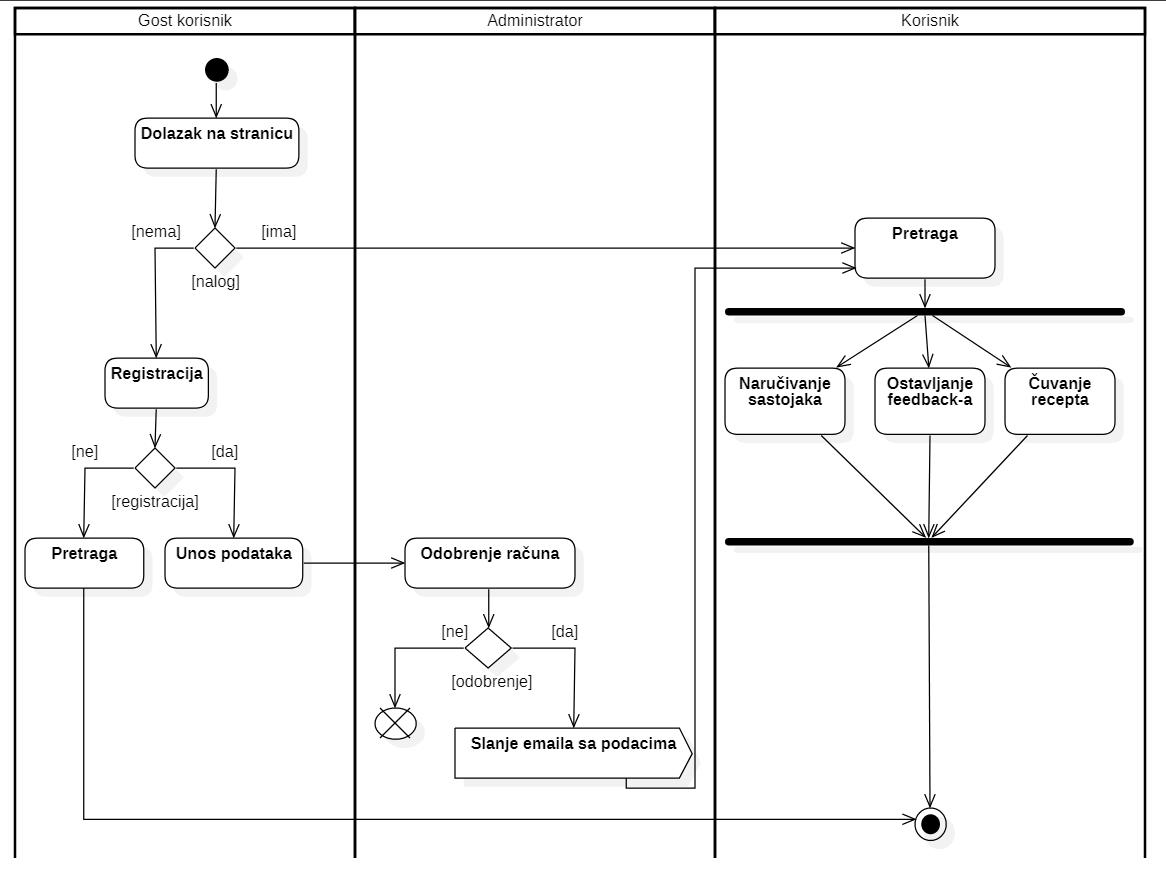 Gost korisnik
Administrator
Korisnik
Dolazak na stranicu
[nema]
[ima]
[nalog]
Pretraga
Registracija
Naručivanje
sastojaka
Ostavljanje
feedback-a
Čuvanje
recepta
[ne]
[da]
[registracija]
Pretraga
Unos podataka
Odobrenje računa
[ne]
[da]
[odobrenje]
Slanje emaila sa podacima